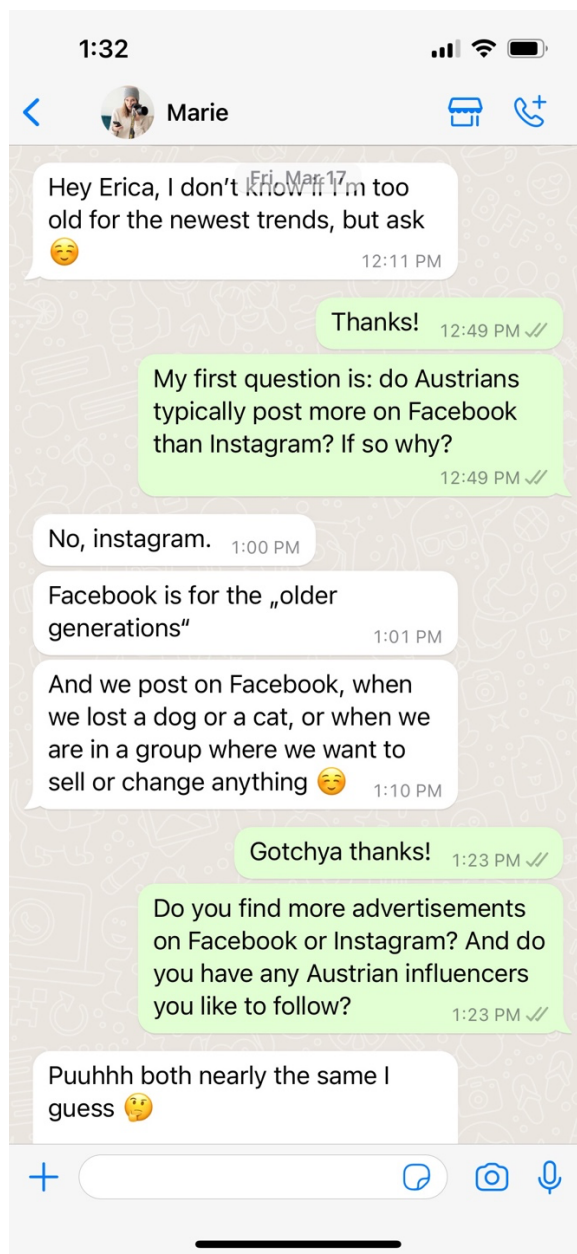 1:32
Marie
Fri, Mar 17
Hey Erica, I don’t know if I’m too
old for the newest trends, but ask
☺️
12:11 PM
Thanks! 12:49 PM
My first question is: do Austrians
typically post more on Facebook
than Instagram? If so why?
12:49 PM
No, instagram. 1:00 PM
Facebook is for the „older
generations“ 1:01 PM
And we post on Facebook, when
we lost a dog or a cat, or when we
are in a group where we want to
sell or change anything ☺️ 1:10 PM
Gotchya thanks! 1:23 PM
Do you find more advertisements
on Facebook or Instagram? And do
you have any Austrian influencers
you like to follow? 1:23 PM
Puuhhh both nearly the same I
guess 🤔